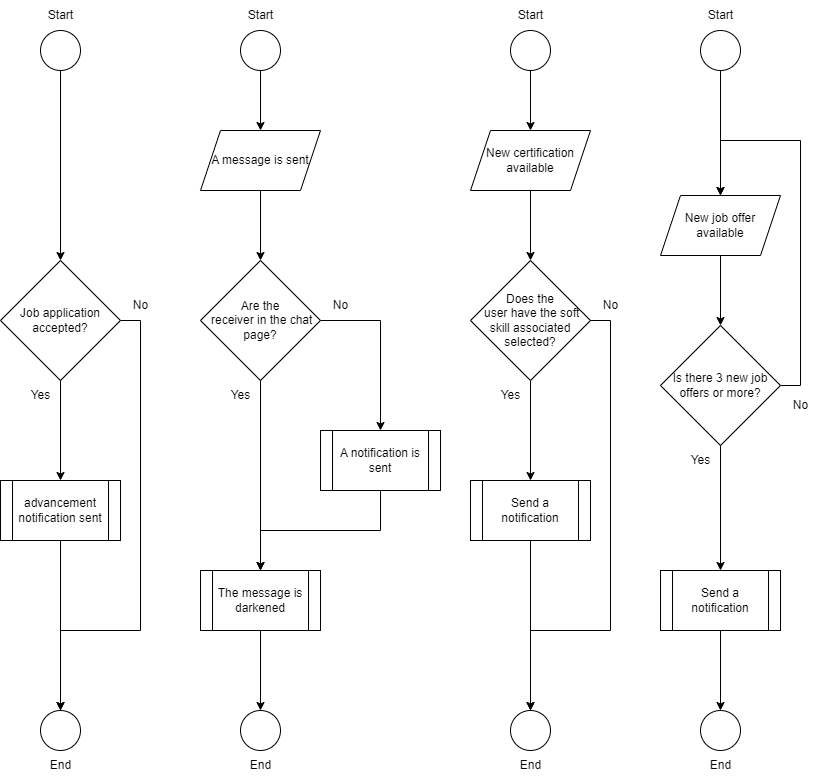 Start
Job application
accepted?
No
Yes
advancement
notification sent
End
Start
A message is sent
Are the
receiver in the chat
page?
No
Yes
A notification is
sent
The message is
darkened
End
Start
New certification
available
Does the
user have the soft
skill associated
selected?
No
Yes
Send a
notification
End
Start
New job offer
available
Is there 3 new job
offers or more?
No
Yes
Send a
notification
End